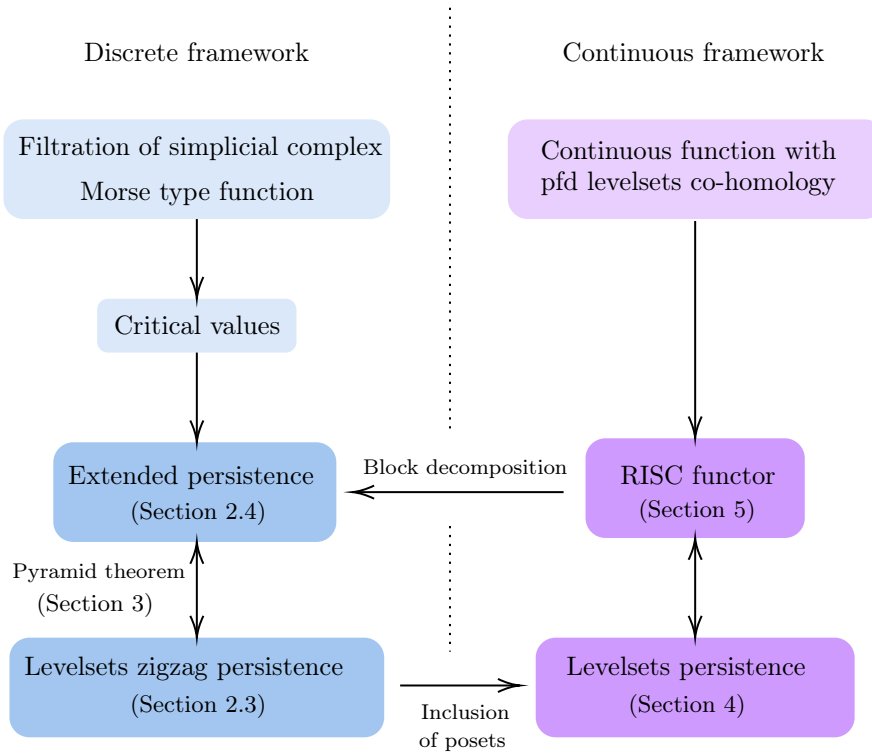 Discrete framework
Continuous framework
Filtration of simplicial complex
Morse type function
Continuous function with
pfd levelsets co-homology
Critical values
Extended persistence
(Section 2.4)
Block decomposition
RISC functor
(Section 5)
Pyramid theorem
(Section 3)
Levelsets zigzag persistence
(Section 2.3)
Inclusion
of posets
Levelsets persistence
(Section 4)